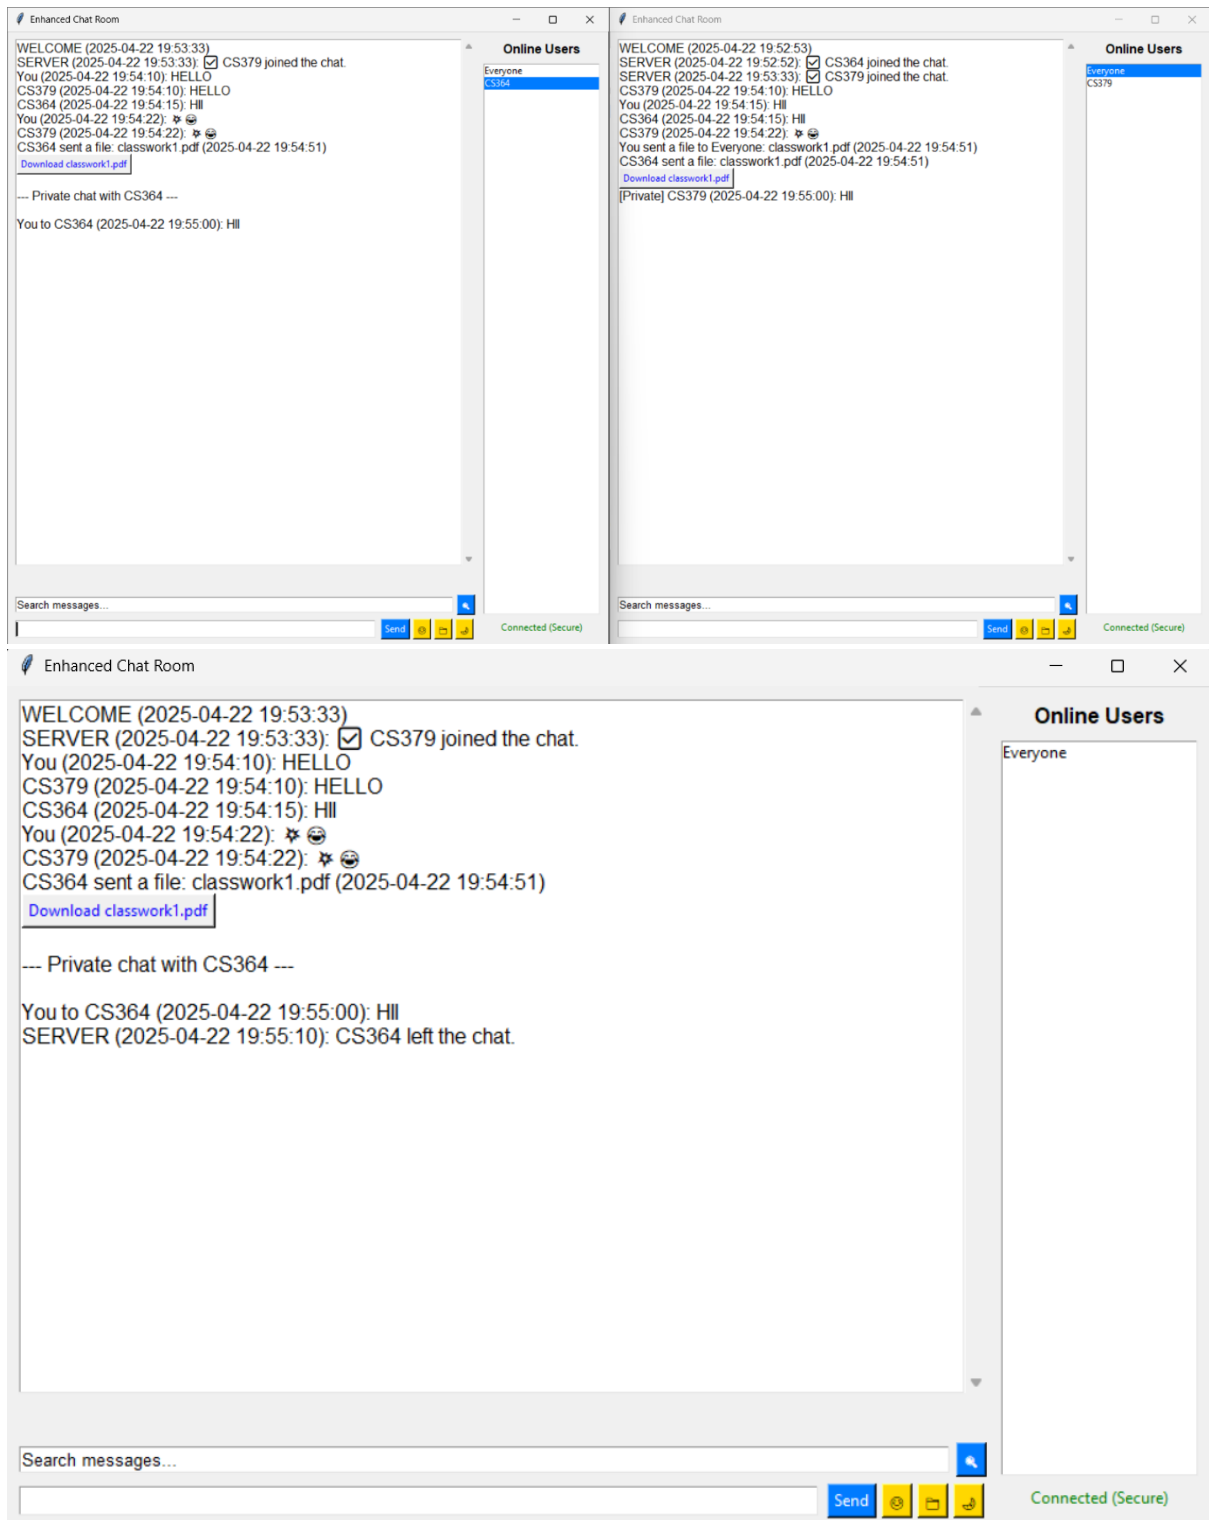 Enhanced Chat Room
WELCOME (2025-04-22 19:53:33)
SERVER (2025-04-22 19:53:33): ☑ CS379 joined the chat.
You (2025-04-22 19:54:10): HELLO
CS379 (2025-04-22 19:54:10): HELLO
CS364 (2025-04-22 19:54:15): HII
You (2025-04-22 19:54:22): 💥 😂
CS379 (2025-04-22 19:54:22): 💥 😂
CS364 sent a file: classwork1.pdf (2025-04-22 19:54:51)
Download classwork1.pdf
--- Private chat with CS364 ---
You to CS364 (2025-04-22 19:55:00): HII
Search messages...
Send
Online Users
Everyone
CS364
Connected (Secure)
Enhanced Chat Room
WELCOME (2025-04-22 19:52:53)
SERVER (2025-04-22 19:52:52): ☑ CS364 joined the chat.
SERVER (2025-04-22 19:53:33): ☑ CS379 joined the chat.
CS379 (2025-04-22 19:54:10): HELLO
You (2025-04-22 19:54:15): HII
CS364 (2025-04-22 19:54:15): HII
CS379 (2025-04-22 19:54:22): 💥 😂
You sent a file to Everyone: classwork1.pdf (2025-04-22 19:54:51)
CS364 sent a file: classwork1.pdf (2025-04-22 19:54:51)
Download classwork1.pdf
[Private] CS379 (2025-04-22 19:55:00): HII
Search messages...
Send
Online Users
Everyone
CS379
Connected (Secure)
Enhanced Chat Room
WELCOME (2025-04-22 19:53:33)
SERVER (2025-04-22 19:53:33): ☑ CS379 joined the chat.
You (2025-04-22 19:54:10): HELLO
CS379 (2025-04-22 19:54:10): HELLO
CS364 (2025-04-22 19:54:15): HII
You (2025-04-22 19:54:22): 💥 😂
CS379 (2025-04-22 19:54:22): 💥 😂
CS364 sent a file: classwork1.pdf (2025-04-22 19:54:51)
Download classwork1.pdf
--- Private chat with CS364 ---
You to CS364 (2025-04-22 19:55:00): HII
SERVER (2025-04-22 19:55:10): CS364 left the chat.
Search messages...
Send
Online Users
Everyone
Connected (Secure)